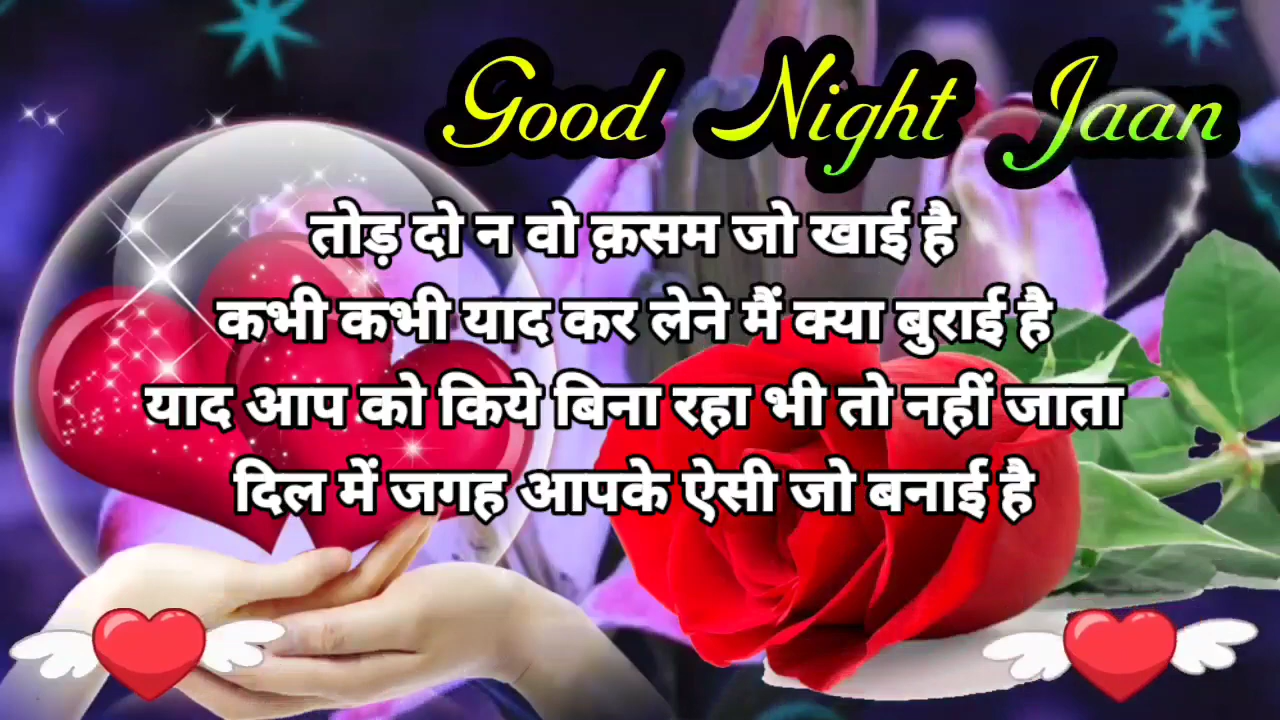 Good Night Jaan
तोड़ दो न वो क़सम जो खाई है
कभी कभी याद कर लेने मैं क्या बुराई है
याद आप को किये बिना रहा भी तो नहीं जाता
दिल में जगह आपके ऐसी जो बनाई है